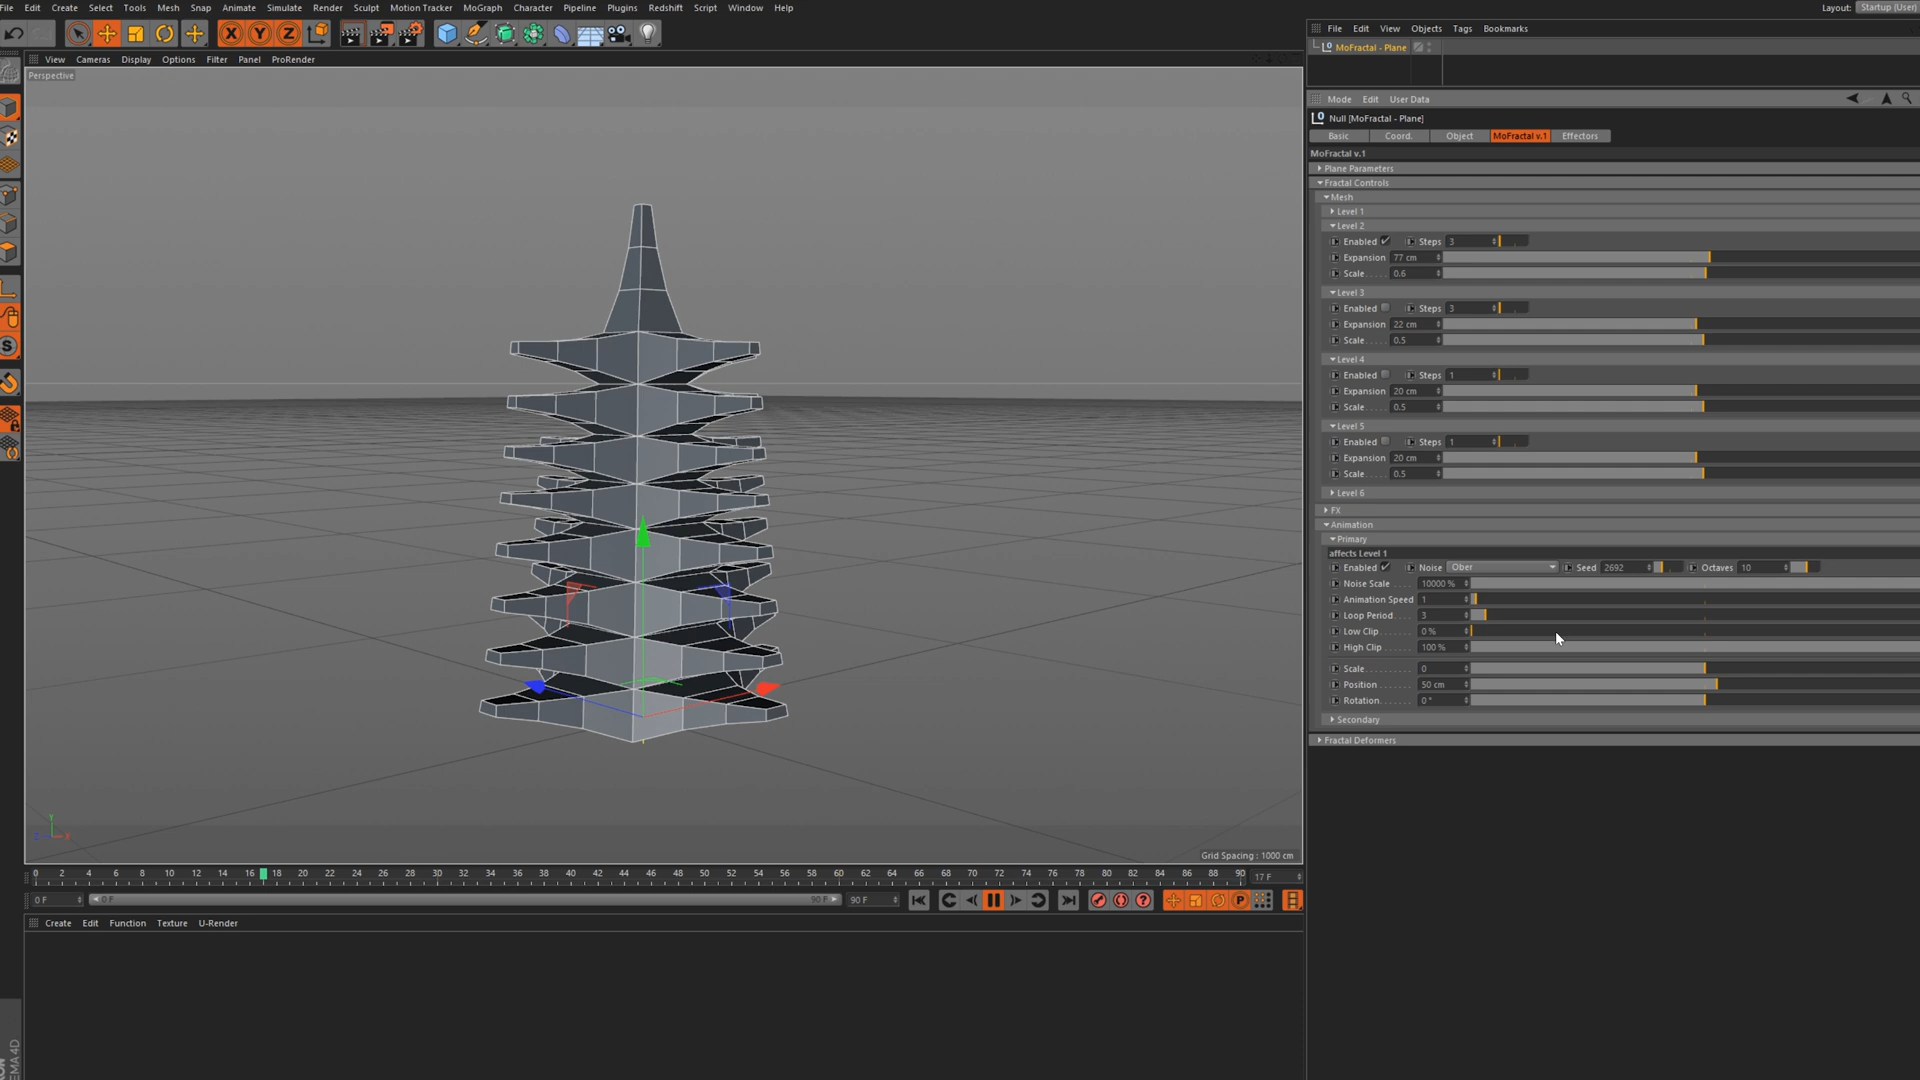 File Edit Create Select Tools Mesh Snap Animate Simulate Render Sculpt Motion Tracker MoGraph Character Pipeline Plugins Redshift Script Window Help Layout: Startup (User)
X Y Z
File Edit View Objects Tags Bookmarks
MoFractal - Plane
View Cameras Display Options Filter Panel ProRender
Perspective
Mode Edit User Data
Null [MoFractal - Plane]
Basic Coord. Object MoFractal v.1 Effectors
MoFractal v.1
Plane Parameters
Fractal Controls
Mesh
Level 1
Level 2
Enabled Steps 3
Expansion 77 cm
Scale 0.6
Level 3
Enabled Steps 3
Expansion 22 cm
Scale 0.5
Level 4
Enabled Steps 1
Expansion 20 cm
Scale 0.5
Level 5
Enabled Steps 1
Expansion 20 cm
Scale 0.5
Level 6
FX
Animation
Primary
affects Level 1
Enabled Noise Ober Seed 2692 Octaves 10
Noise Scale 10000 %
Animation Speed 1
Loop Period 3
Low Clip 0 %
High Clip 100 %
Scale 0
Position 50 cm
Rotation 0 °
Secondary
Fractal Deformers
Y
Z X
Grid Spacing : 1000 cm
0 2 4 6 8 10 12 14 16 18 20 22 24 26 28 30 32 34 36 38 40 42 44 46 48 50 52 54 56 58 60 62 64 66 68 70 72 74 76 78 80 82 84 86 88 90 17 F
0 F 0 F 90 F 90 F P
Create Edit Function Texture U-Render
EMA 4D